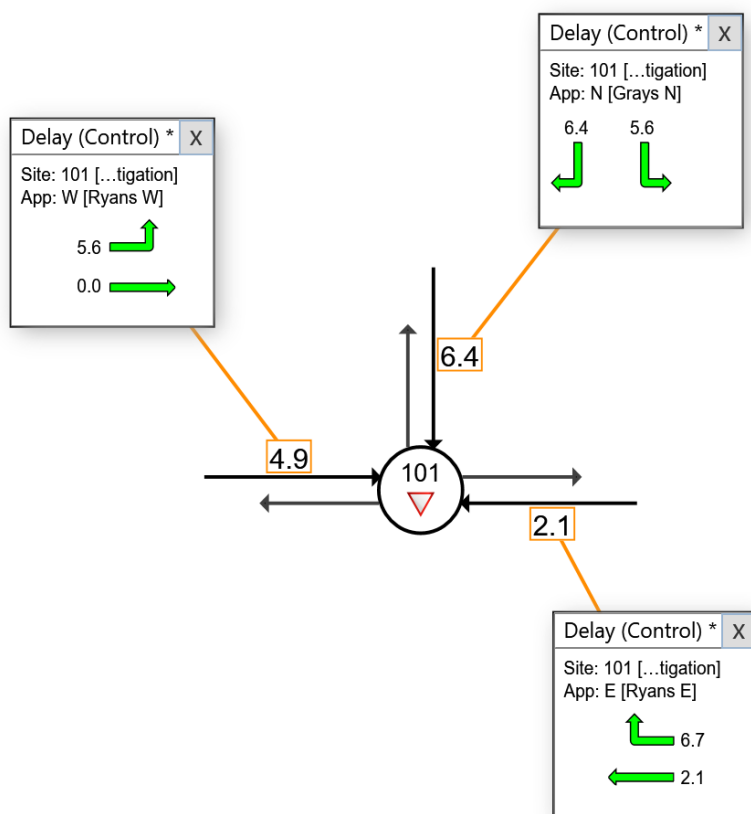 Delay (Control) * X
Site: 101 [...tigation]
App: N [Grays N]
6.4 5.6
Delay (Control) * X
Site: 101 [...tigation]
App: W [Ryans W]
5.6
0.0
6.4
4.9
101
2.1
Delay (Control) * X
Site: 101 [...tigation]
App: E [Ryans E]
6.7
2.1